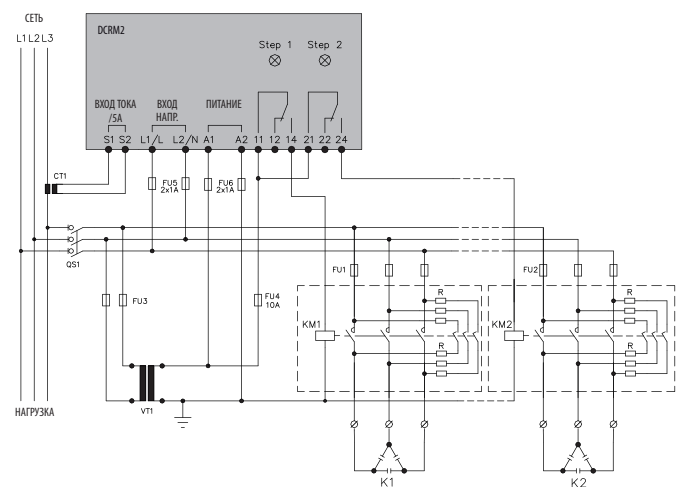 СЕТЬ
L1 L2 L3
DCRM2
Step 1
Step 2
ВХОД ТОКА
/5А
ВХОД
НАПР.
ПИТАНИЕ
S1 S2 L1/L L2/N A1 A2 11 12 14 21 22 24
CT1
FU5
2x1A
FU6
2x1A
QS1
FU1
FU2
FU3
FU4
10A
R
R
KM1
KM2
R
R
VT1
НАГРУЗКА
K1
K2